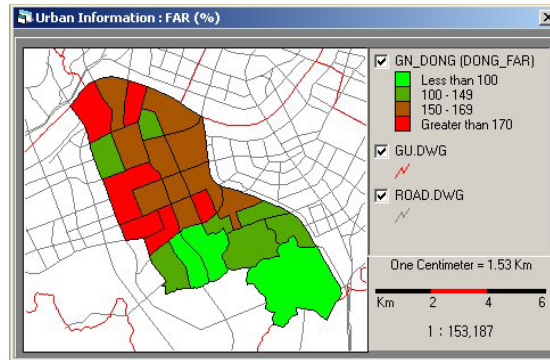 Urban Information : FAR (%)
GN_DONG (DONG_FAR)
Less than 100
100 - 149
150 - 169
Greater than 170
GU.DWG
ROAD.DWG
One Centimeter = 1.53 Km
Km 2 4 6
1 : 153,187